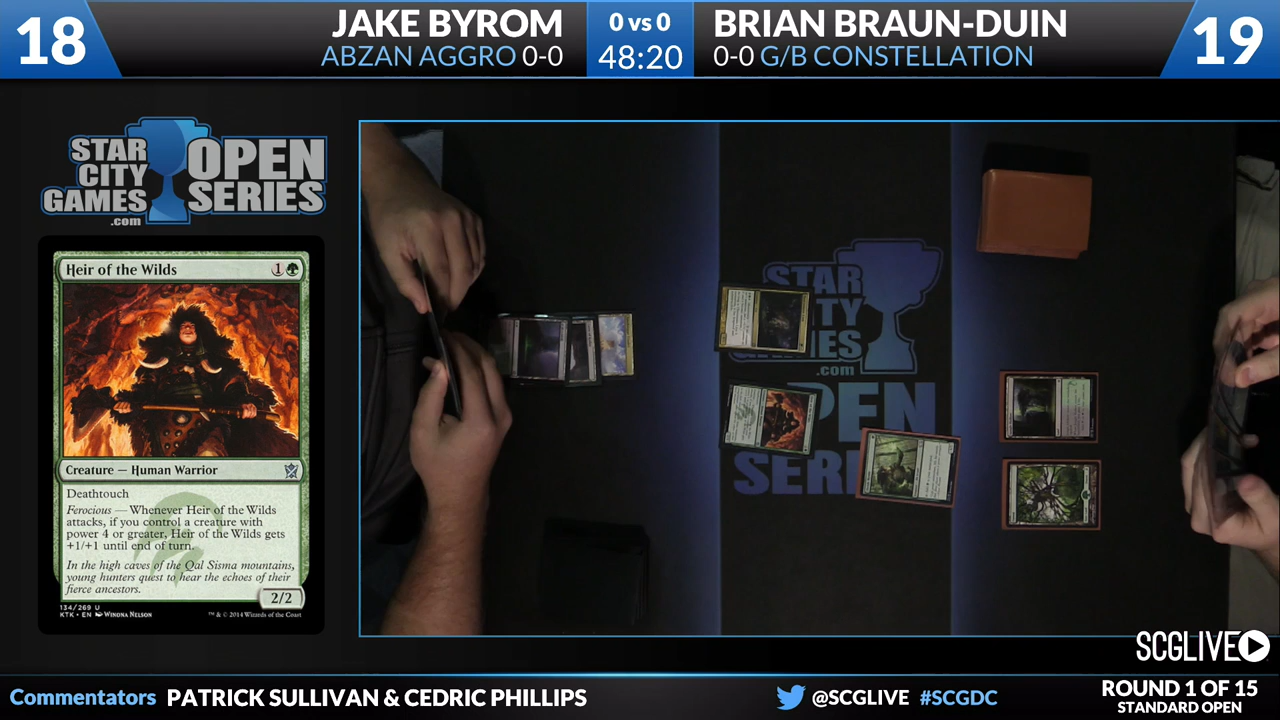 18
JAKE BYROM
ABZAN AGGRO 0-0
0 vs 0
48:20
BRIAN BRAUN-DUIN
0-0 G/B CONSTELLATION
19
STAR CITY GAMES.com OPEN SERIES
Heir of the Wilds 1
Creature — Human Warrior
Deathtouch
Ferocious — Whenever Heir of the Wilds
attacks, if you control a creature with
power 4 or greater, Heir of the Wilds gets
+1/+1 until end of turn.
In the high caves of the Qal Sisma mountains,
young hunters quest to hear the echoes of their
fierce ancestors.
2/2
134/269 U
KTK • EN WINONA NELSON
™ & © 2014 Wizards of the Coast
STAR
CITY
GAMES
.com
OPEN
SERI
SCGLIVE
Commentators PATRICK SULLIVAN & CEDRIC PHILLIPS
@SCGLIVE #SCGDC
ROUND 1 OF 15
STANDARD OPEN